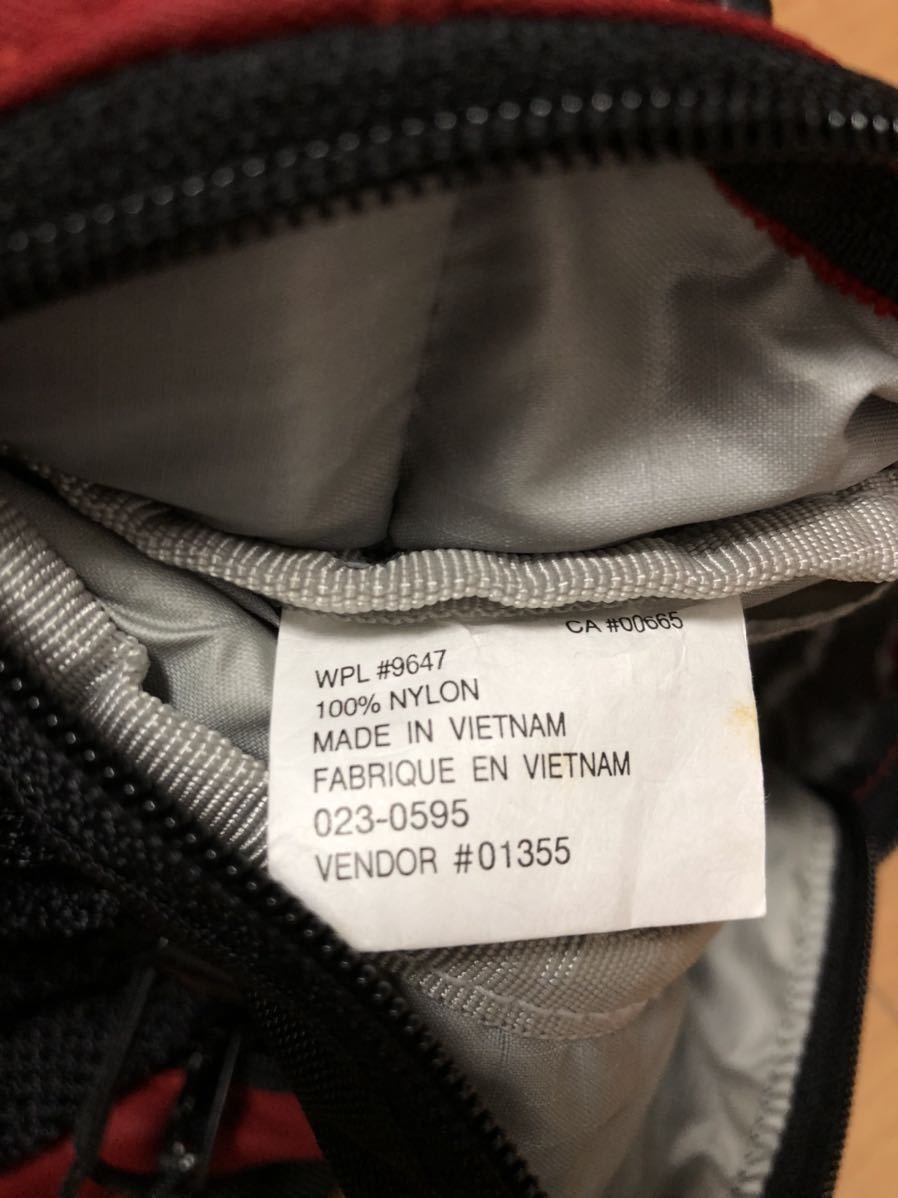 CA #00665
WPL #9647
100% NYLON
MADE IN VIETNAM
FABRIQUE EN VIETNAM
023-0595
VENDOR #01355